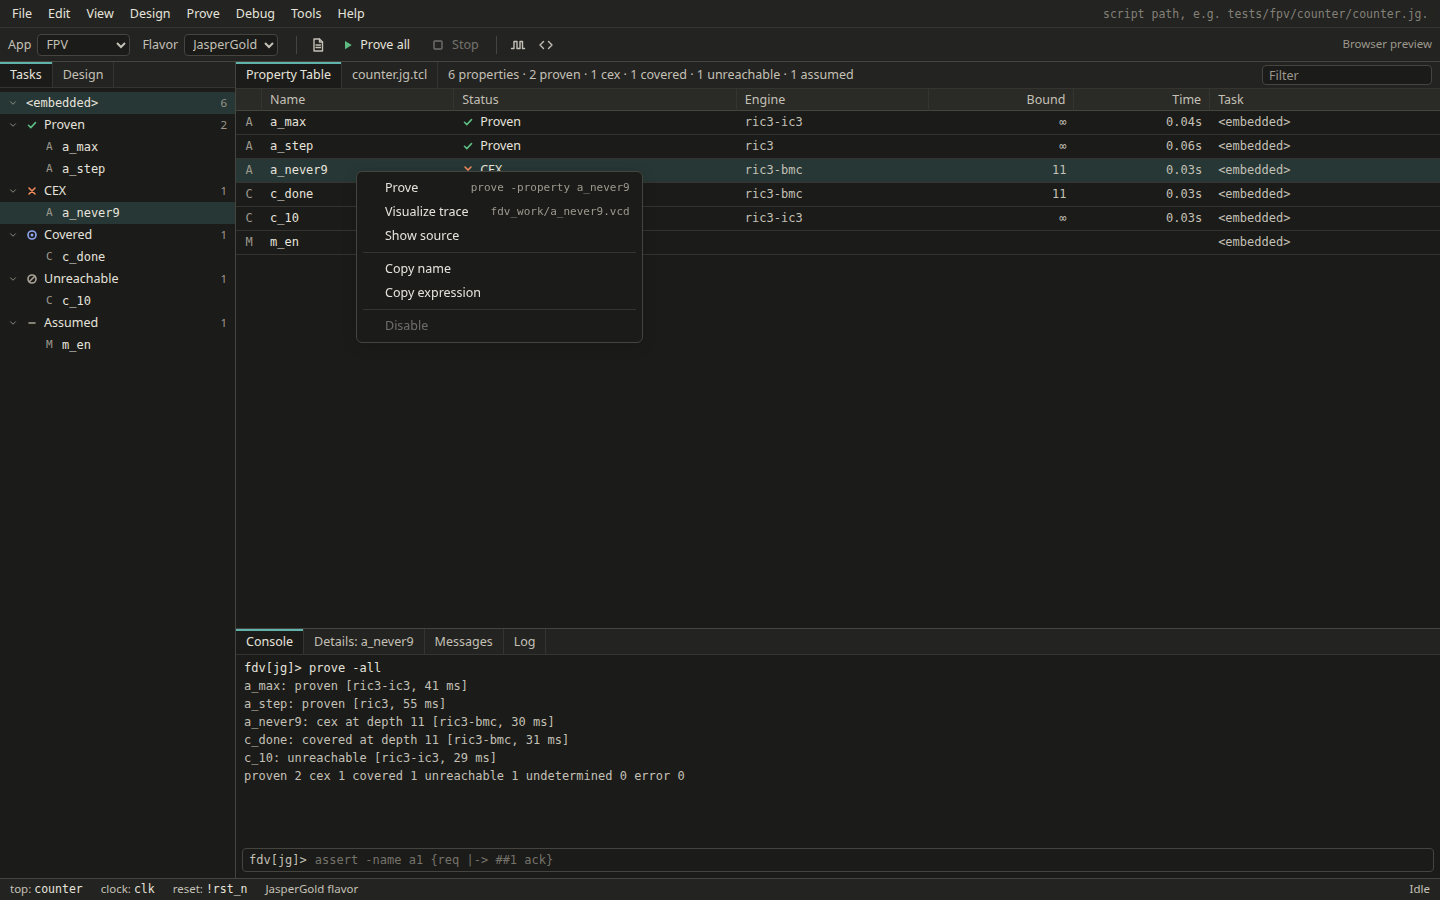 File Edit View Design Prove Debug Tools Help script path, e.g. tests/fpv/counter/counter.jg.
App FPV Flavor JasperGold Prove all Stop Browser preview
Tasks Design
<embedded> 6
Proven 2
A a_max
A a_step
CEX 1
A a_never9
Covered 1
C c_done
Unreachable 1
C c_10
Assumed 1
M m_en
Property Table counter.jg.tcl 6 properties · 2 proven · 1 cex · 1 covered · 1 unreachable · 1 assumed Filter
Name Status Engine Bound Time Task
A a_max Proven ric3-ic3 ∞ 0.04s <embedded>
A a_step Proven ric3 ∞ 0.06s <embedded>
A a_never9 CEX ric3-bmc 11 0.03s <embedded>
C c_done ric3-bmc 11 0.03s <embedded>
C c_10 ric3-ic3 ∞ 0.03s <embedded>
M m_en <embedded>
Prove prove -property a_never9
Visualize trace fdv_work/a_never9.vcd
Show source
Copy name
Copy expression
Disable
Console Details: a_never9 Messages Log
fdv[jg]> prove -all
a_max: proven [ric3-ic3, 41 ms]
a_step: proven [ric3, 55 ms]
a_never9: cex at depth 11 [ric3-bmc, 30 ms]
c_done: covered at depth 11 [ric3-bmc, 31 ms]
c_10: unreachable [ric3-ic3, 29 ms]
proven 2 cex 1 covered 1 unreachable 1 undetermined 0 error 0
fdv[jg]> assert -name a1 {req |-> ##1 ack}
top: counter clock: clk reset: !rst_n JasperGold flavor Idle